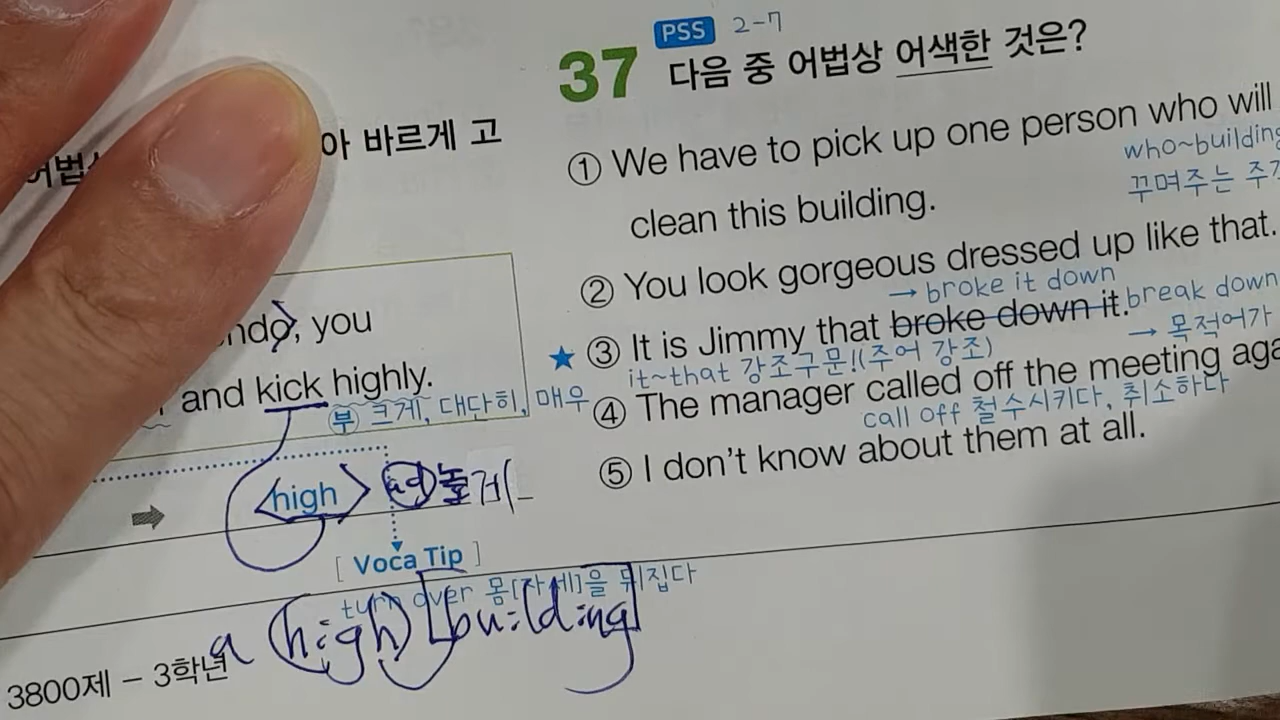 아 바르게 고
you
and kick highly.
부 크게, 대단히, 매우
high
[ Voca Tip ]
turn over 몸[자세]을 뒤집다
a high building
3800제 – 3학년
PSS 2-7
37 다음 중 어법상 어색한 것은?
① We have to pick up one person who will
who~building
꾸며주는
clean this building.
② You look gorgeous dressed up like that.
→ broke it down
③ It is Jimmy that broke down it. break down
→ 목적어가
★ it~that 강조구문!(주어 강조)
④ The manager called off the meeting
call off 철수시키다, 취소하다
⑤ I don't know about them at all.